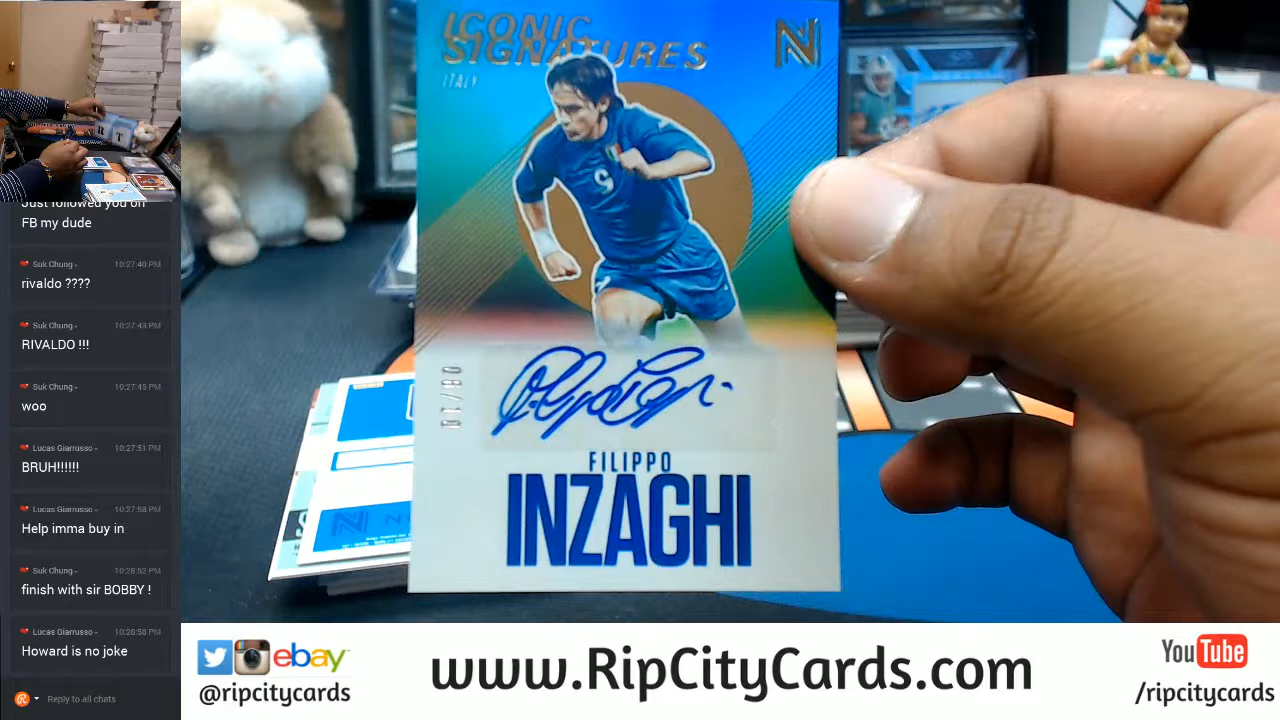 Just followed you on
FB my dude
Suk Chung
10:27:40 PM
rivaldo ????
Suk Chung
10:27:43 PM
RIVALDO !!!
Suk Chung
10:27:45 PM
woo
Lucas Giarrusso
10:27:51 PM
BRUH!!!!!!
Lucas Giarrusso
10:27:58 PM
Help imma buy in
Suk Chung
10:28:52 PM
finish with sir BOBBY !
Lucas Giarrusso
10:28:58 PM
Howard is no joke
Reply to all chats
ICONIC
SIGNATURES
ITALY
N
9
FILIPPO
INZAGHI
ebay
@ripcitycards
www.RipCityCards.com
YouTube
/ripcitycards